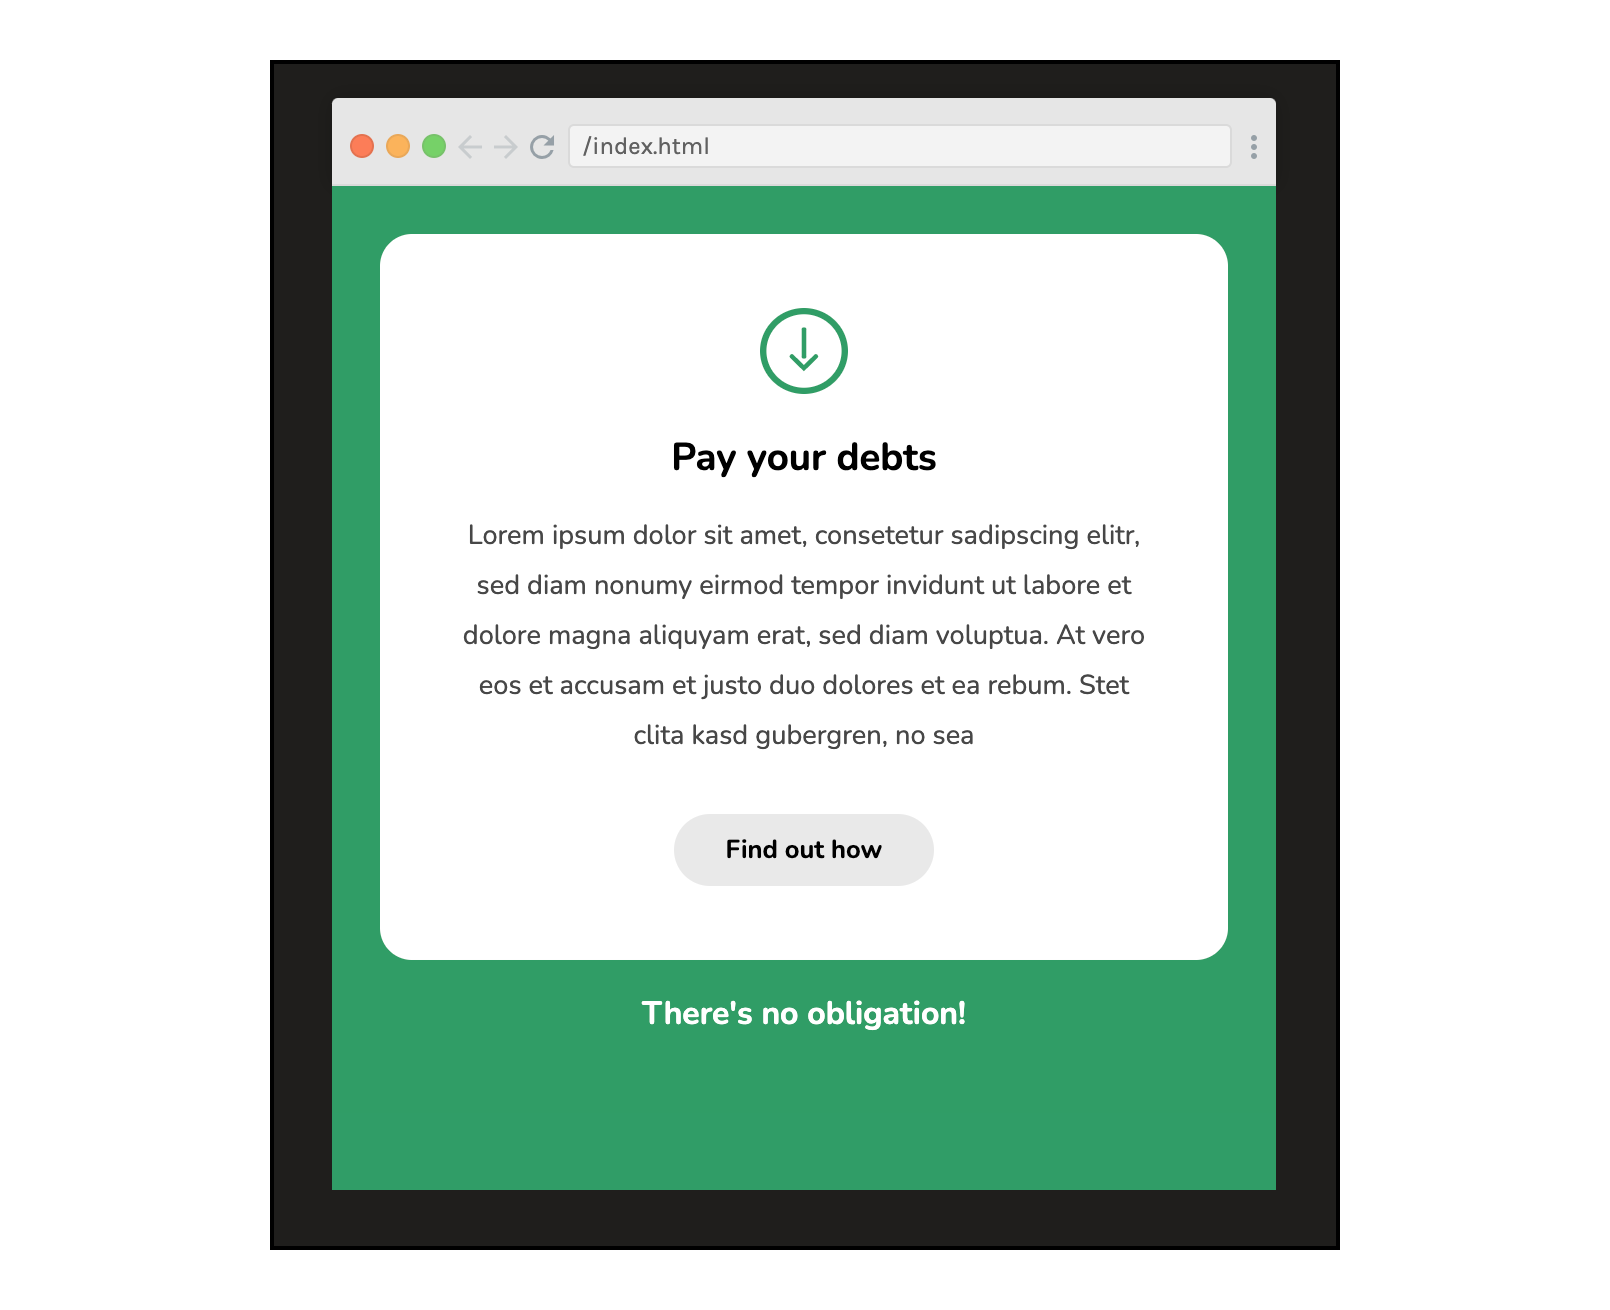 /index.html
Pay your debts
Lorem ipsum dolor sit amet, consetetur sadipscing elitr,
sed diam nonumy eirmod tempor invidunt ut labore et
dolore magna aliquyam erat, sed diam voluptua. At vero
eos et accusam et justo duo dolores et ea rebum. Stet
clita kasd gubergren, no sea
Find out how
There's no obligation!